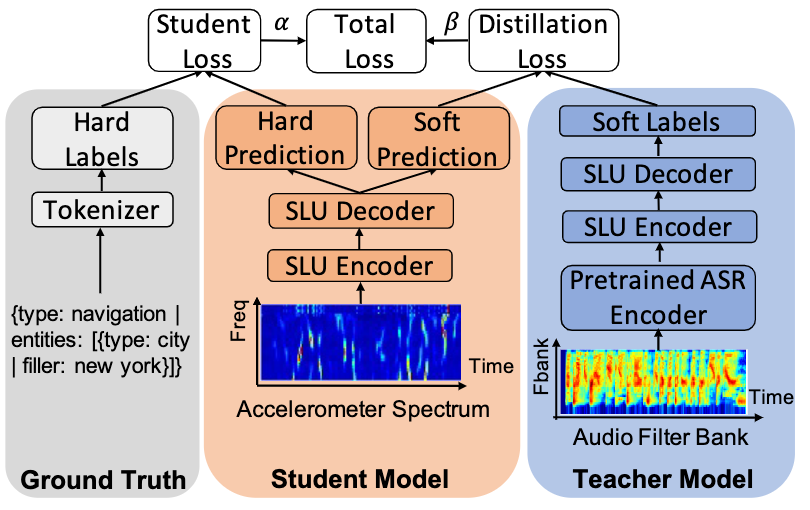 Student
Loss
α
Total
Loss
β
Distillation
Loss
Hard
Labels
Tokenizer
{type: navigation |
entities: [{type: city
| filler: new york}]}
Ground Truth
Hard
Prediction
Soft
Prediction
SLU Decoder
SLU Encoder
Freq
Time
Accelerometer Spectrum
Student Model
Soft Labels
SLU Decoder
SLU Encoder
Pretrained ASR
Encoder
Fbank
Time
Audio Filter Bank
Teacher Model